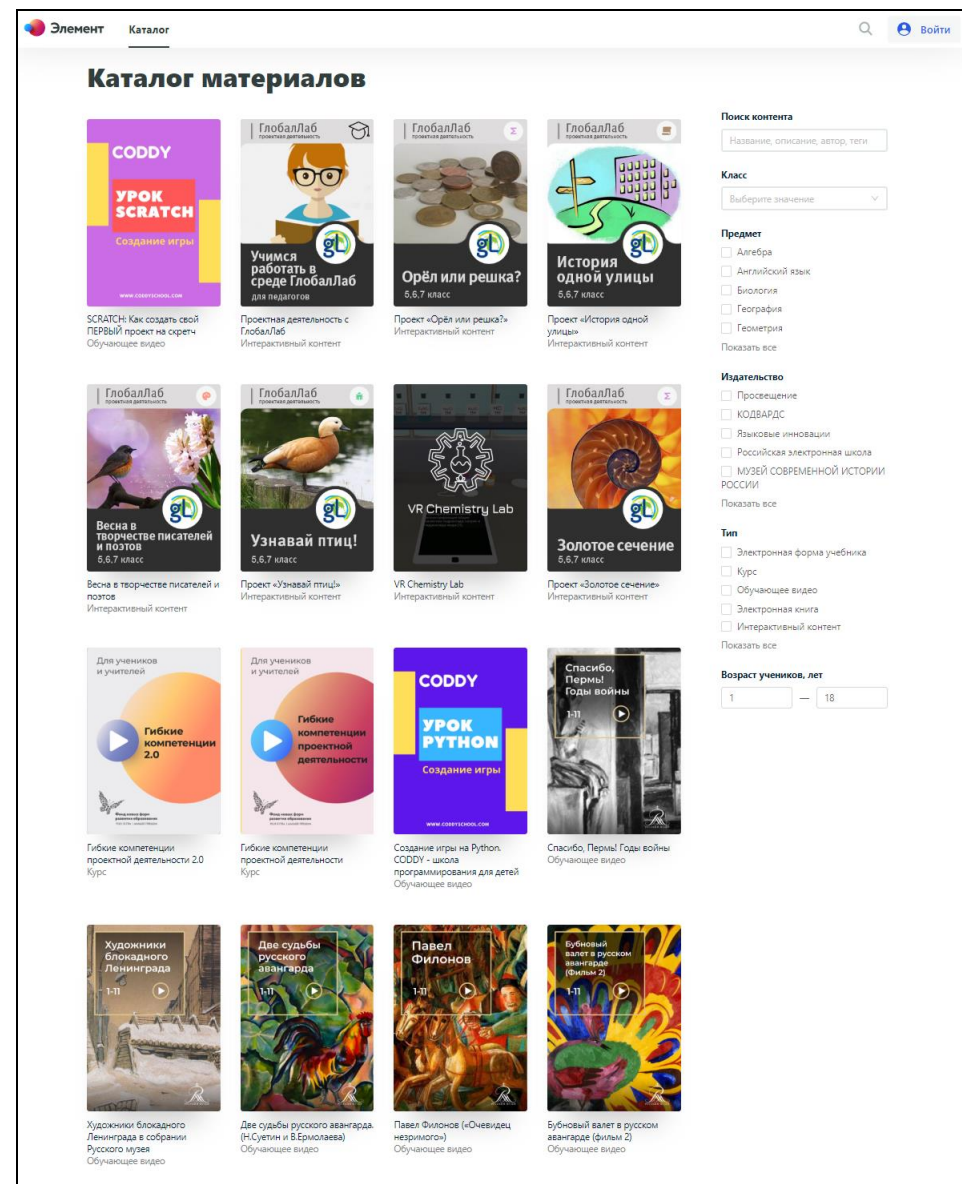 Элемент
Каталог
Войти
Каталог материалов
CODDY
УРОК
SCRATCH
Создание игры
WWW.CODDYSCHOOL.COM
SCRATCH: Как создать свой
ПЕРВЫЙ проект на скретч
Обучающее видео
ГлобалЛаб
проектная деятельность
gL
Учимся
работать в
среде ГлобалЛаб
для педагогов
Проектная деятельность с
ГлобалЛаб
Интерактивный контент
ГлобалЛаб
проектная деятельность
Σ
gL
Орёл или решка?
5,6,7 класс
Проект «Орёл или решка?»
Интерактивный контент
ГлобалЛаб
проектная деятельность
gL
История
одной улицы
5,6,7 класс
Проект «История одной
улицы»
Интерактивный контент
ГлобалЛаб
проектная деятельность
gL
Весна в
творчестве писателей
и поэтов
5,6,7 класс
Весна в творчестве писателей и
поэтов
Интерактивный контент
ГлобалЛаб
проектная деятельность
gL
Узнавай птиц!
5,6,7 класс
Проект «Узнавай птиц!»
Интерактивный контент
VR Chemistry Lab
VR Chemistry Lab
Интерактивный контент
ГлобалЛаб
проектная деятельность
Σ
gL
Золотое сечение
5,6,7 класс
Проект «Золотое сечение»
Интерактивный контент
Для учеников
и учителей
Гибкие
компетенции
2.0
Гибкие компетенции
проектной деятельности 2.0
Курс
Для учеников
и учителей
Гибкие
компетенции
проектной
деятельности
Гибкие компетенции
проектной деятельности
Курс
CODDY
УРОК
PYTHON
Создание игры
WWW.CODDYSCHOOL.COM
Создание игры на Python.
CODDY - школа
программирования для детей
Обучающее видео
Спасибо,
Пермь!
Годы войны
1-11
Спасибо, Пермь! Годы войны
Обучающее видео
Художники
блокадного
Ленинграда
1-11
Художники блокадного
Ленинграда в собрании
Русского музея
Обучающее видео
Две судьбы
русского
авангарда
1-11
Две судьбы русского авангарда.
(Н.Суетин и В.Ермолаева)
Обучающее видео
Павел
Филонов
1-11
Павел Филонов («Очевидец
незримого»)
Обучающее видео
Бубновый
валет в русском
авангарде
(Фильм 2)
1-11
Бубновый валет в русском
авангарде (фильм 2)
Обучающее видео
Поиск контента
Название, описание, автор, теги
Класс
Выберите значение
Предмет
Алгебра
Английский язык
Биология
География
Геометрия
Показать все
Издательство
Просвещение
КОДВАРДС
Языковые инновации
Российская электронная школа
МУЗЕЙ СОВРЕМЕННОЙ ИСТОРИИ
РОССИИ
Показать все
Тип
Электронная форма учебника
Курс
Обучающее видео
Электронная книга
Интерактивный контент
Показать все
Возраст учеников, лет
1 — 18